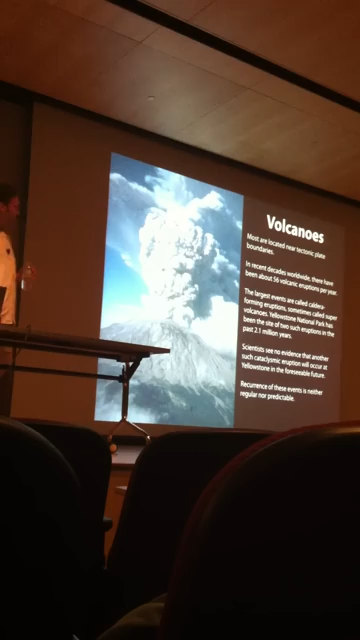 Volcanoes
Most are located near tectonic plate
boundaries.
In recent decades worldwide, there have
been about 56 volcanic eruptions per year.
The largest events are called caldera-
forming eruptions, sometimes called super
volcanoes. Yellowstone National Park has
been the site of two such eruptions in the
past 2.1 million years.
Scientists see no evidence that another
such cataclysmic eruption will occur at
Yellowstone in the foreseeable future.
Recurrence of these events is neither
regular nor predictable.